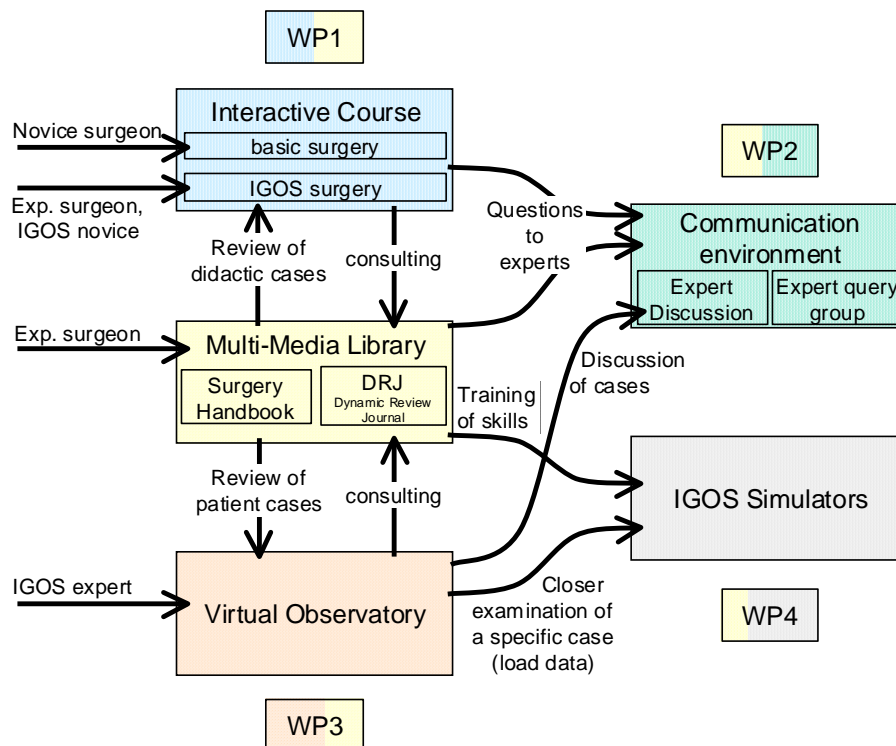 WP1
Interactive Course
Novice surgeon
basic surgery
WP2
IGOS surgery
Exp. surgeon,
IGOS novice
Questions
to
experts
Communication
environment
Review of
didactic cases
consulting
Expert
Discussion
Expert query
group
Exp. surgeon
Multi-Media Library
Surgery
Handbook
DRJ
Dynamic Review
Journal
Discussion
of cases
Training
of skills
Review of
patient cases
consulting
IGOS Simulators
IGOS expert
Virtual Observatory
Closer
examination of
a specific case
(load data)
WP4
WP3